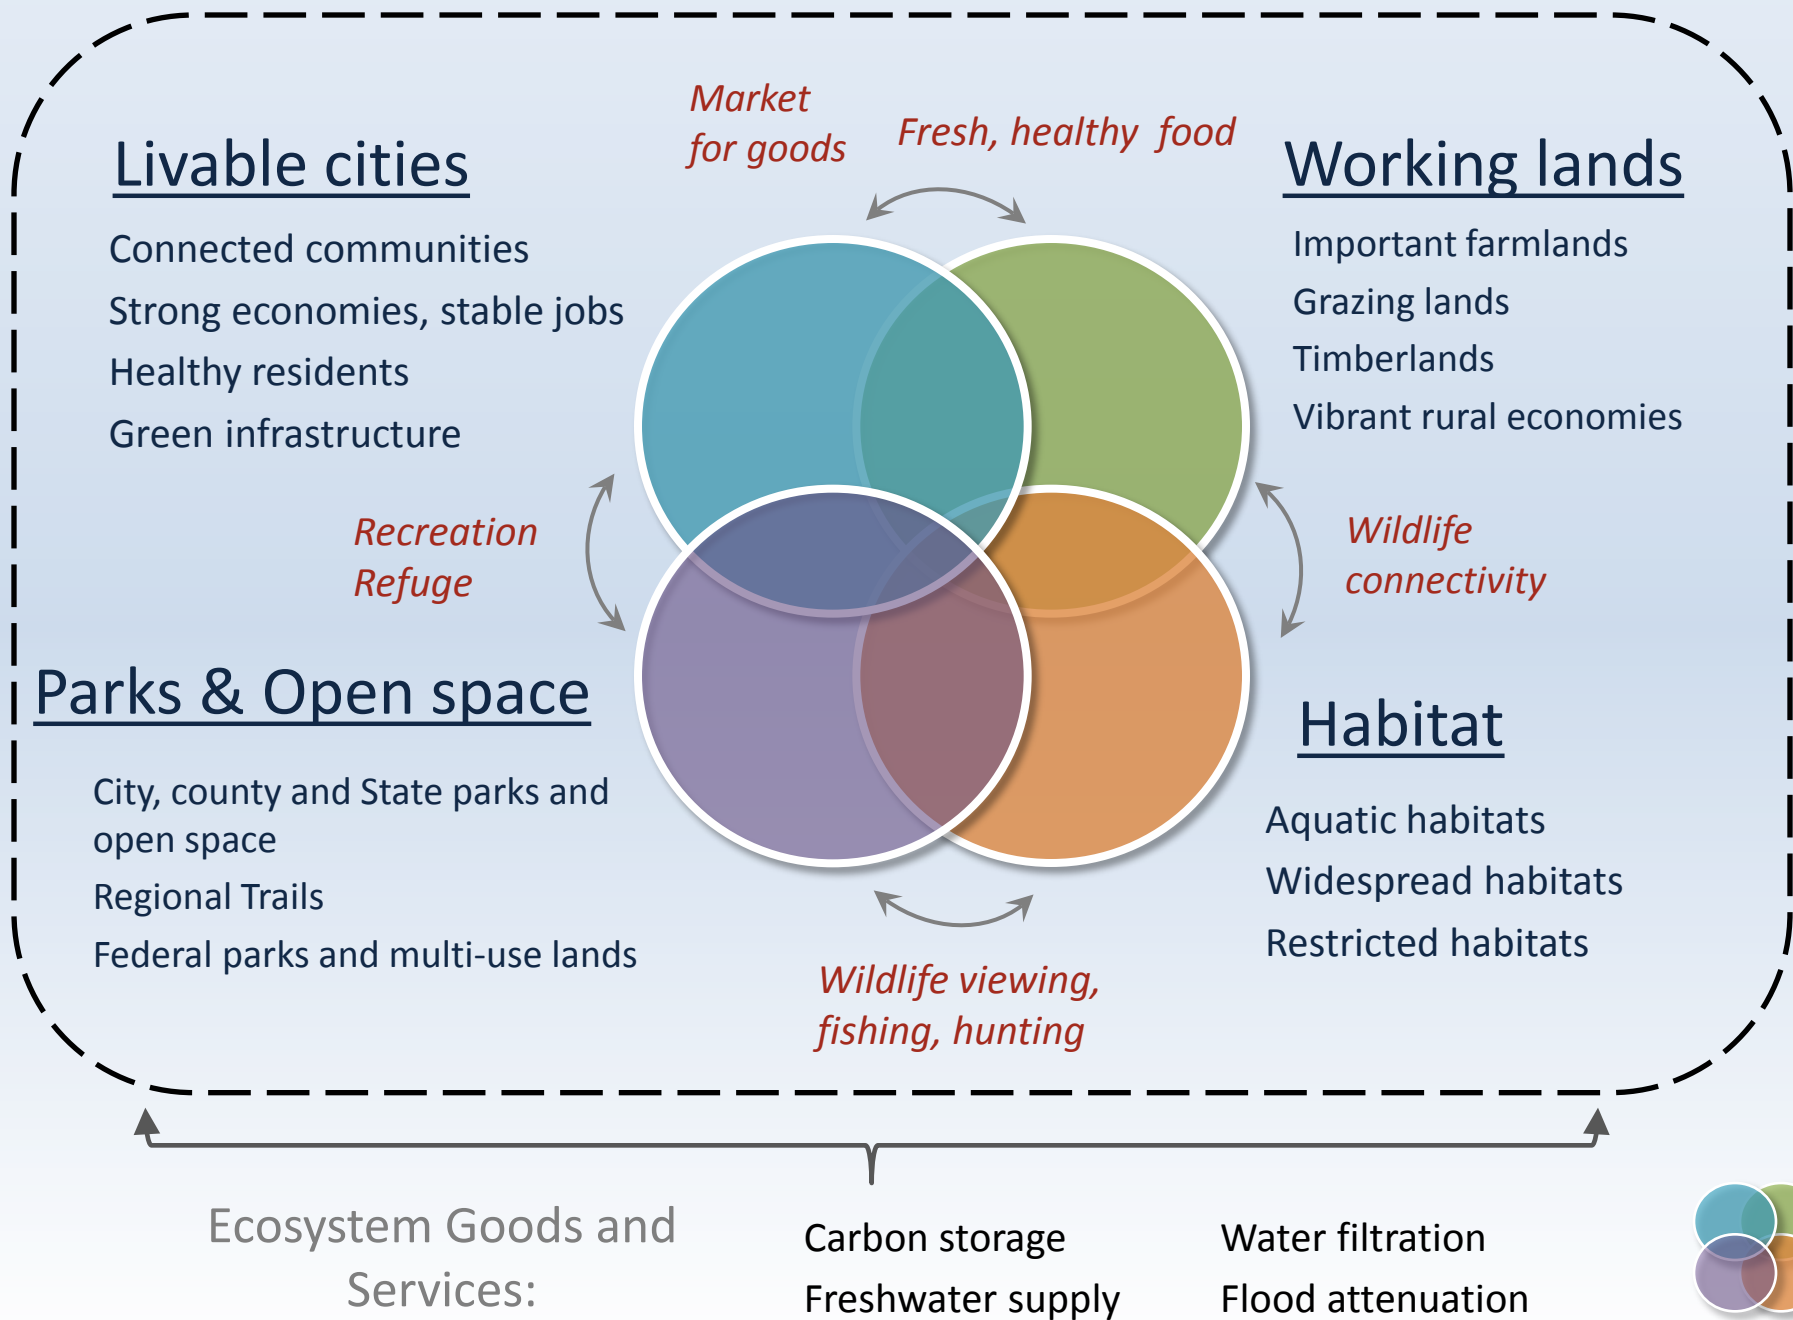 Market
for goods
Fresh, healthy  food
Livable cities
Connected communities
Strong economies, stable jobs
Healthy residents
Green infrastructure
Working lands
Important farmlands
Grazing lands
Timberlands
Vibrant rural economies
Recreation
Refuge
Wildlife
connectivity
Parks & Open space
City, county and State parks and
open space
Regional Trails
Federal parks and multi-use lands
Habitat
Aquatic habitats
Widespread habitats
Restricted habitats
Wildlife viewing,
fishing, hunting
Ecosystem Goods and
Services:
Carbon storage
Freshwater supply
Water filtration
Flood attenuation